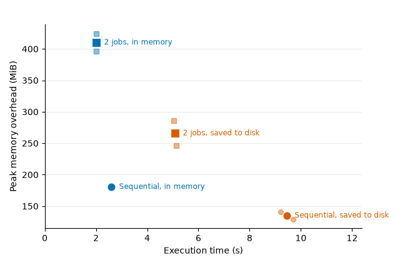 Peak memory overhead (MiB)
400
350
300
250
200
150
2 jobs, in memory
2 jobs, saved to disk
Sequential, in memory
Sequential, saved to disk
0
2
4
6
8
10
12
Execution time (s)